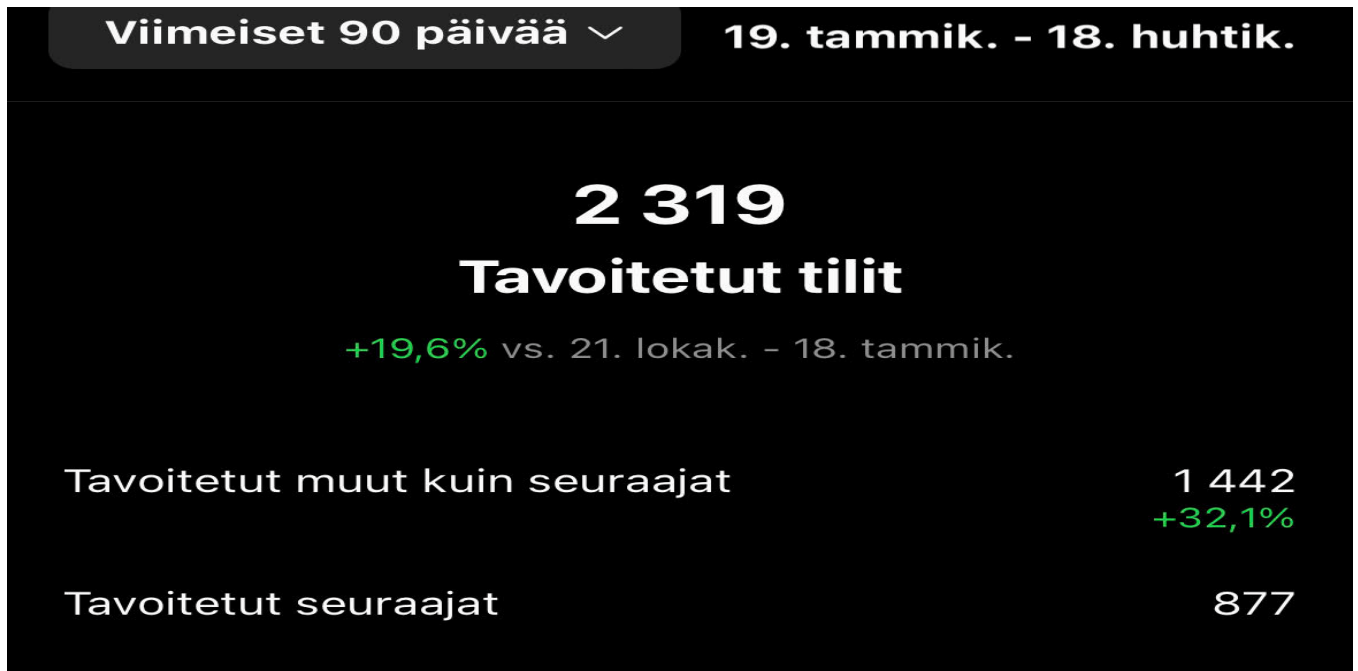 Viimeiset 90 päivää
19. tammik. - 18. huhtik.
2 319
Tavoitetut tilit
+19,6% vs. 21. lokak. - 18. tammik.
Tavoitetut muut kuin seuraajat 1 442
+32,1%
Tavoitetut seuraajat 877